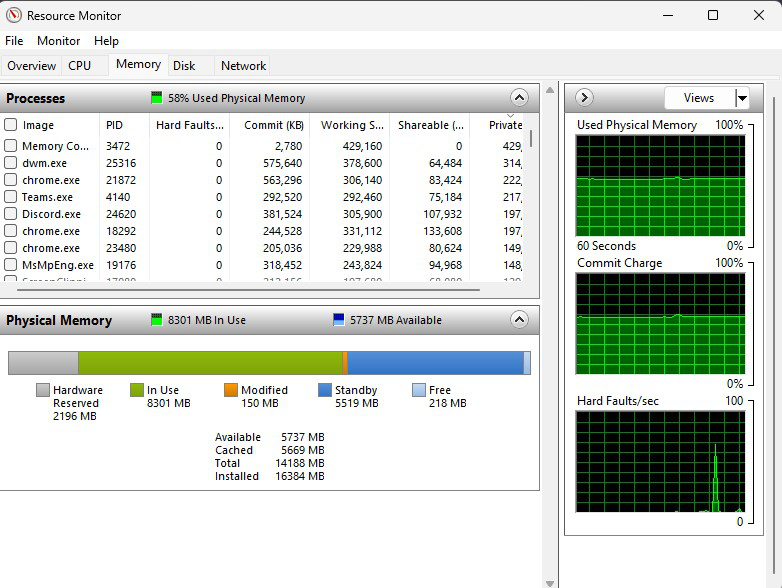 Resource Monitor
File Monitor Help
Overview CPU Memory Disk Network
Processes 58% Used Physical Memory
Image PID Hard Faults... Commit (KB) Working S... Shareable (... Private
Memory Co... 3472 0 2,780 429,160 0 429,
dwm.exe 25316 0 575,640 378,600 64,484 314,
chrome.exe 21872 0 563,296 306,140 83,424 222,
Teams.exe 4140 0 292,520 292,460 75,184 217,
Discord.exe 24620 0 381,524 305,900 107,932 197,
chrome.exe 18292 0 244,528 331,112 133,608 197,
chrome.exe 23480 0 205,036 229,988 80,624 149,
MsMpEng.exe 19176 0 318,452 243,824 94,968 148,
Physical Memory 8301 MB In Use 5737 MB Available
Hardware Reserved 2196 MB
In Use 8301 MB
Modified 150 MB
Standby 5519 MB
Free 218 MB
Available 5737 MB
Cached 5669 MB
Total 14188 MB
Installed 16384 MB
Views
Used Physical Memory 100%
60 Seconds 0%
Commit Charge 100%
0%
Hard Faults/sec 100
0